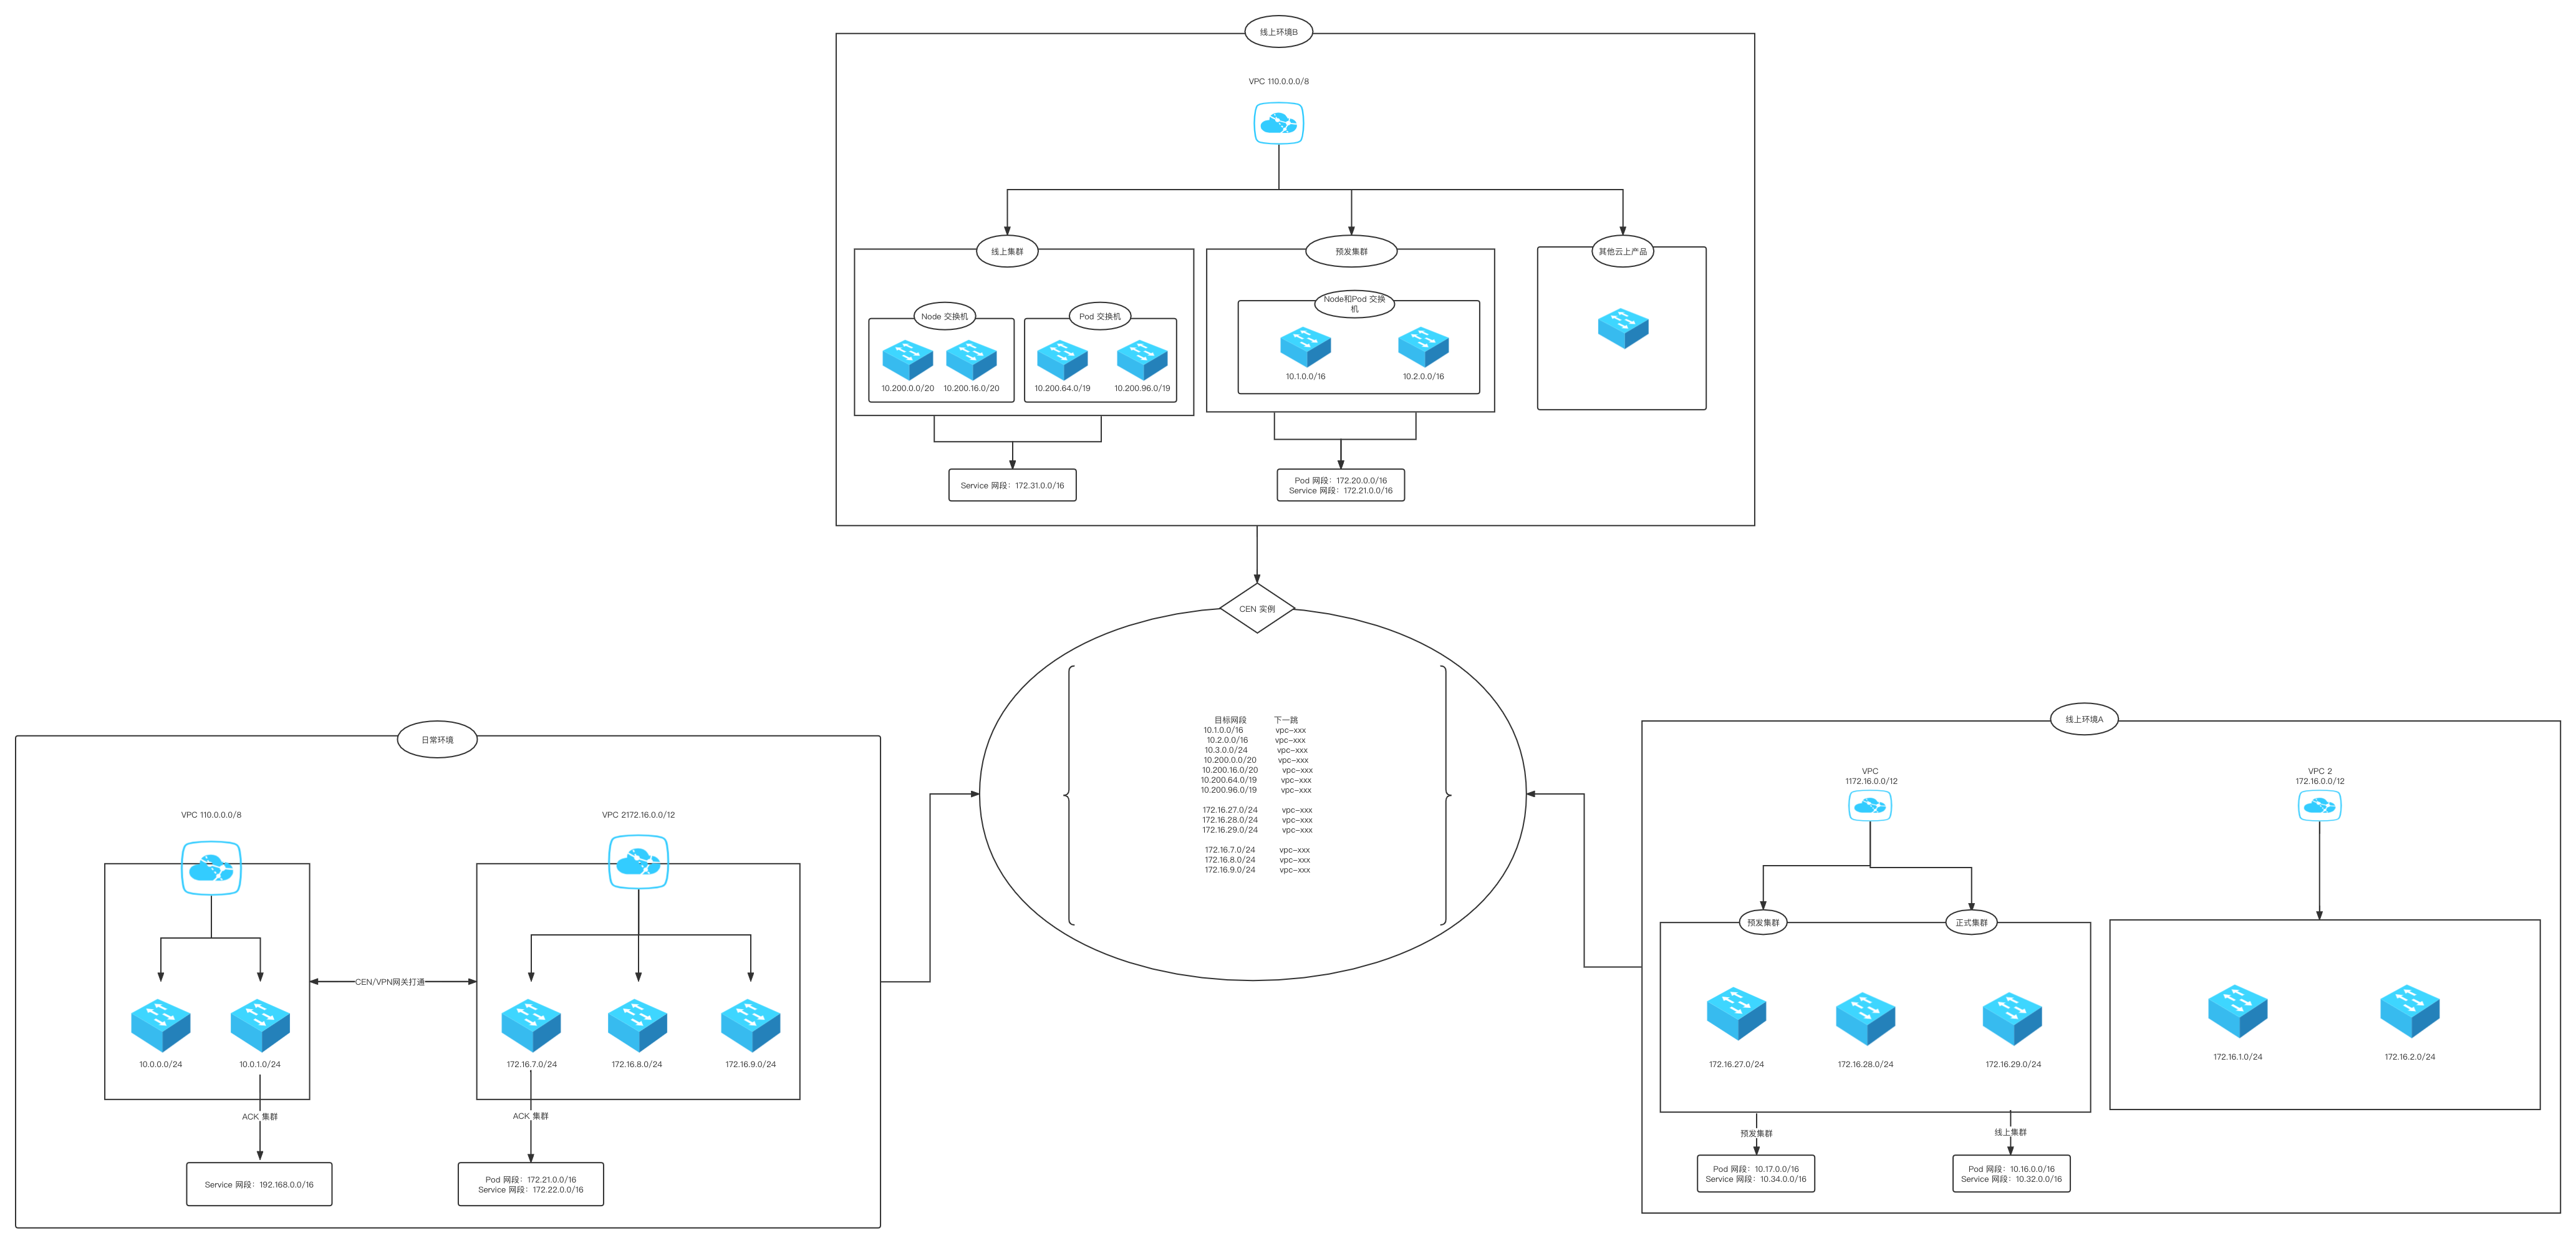 线上环境B
VPC 110.0.0.0/8
线上集群
预发集群
其他云上产品
Node 交换机
Pod 交换机
Node和Pod 交换
机
10.200.0.0/20
10.200.16.0/20
10.200.64.0/19
10.200.96.0/19
10.1.0.0/16
10.2.0.0/16
Service 网段：172.31.0.0/16
Pod 网段：172.20.0.0/16
Service 网段：172.21.0.0/16
CEN 实例
目标网段 下一跳
10.1.0.0/16 vpc-xxx
10.2.0.0/16 vpc-xxx
10.3.0.0/24 vpc-xxx
10.200.0.0/20 vpc-xxx
10.200.16.0/20 vpc-xxx
10.200.64.0/19 vpc-xxx
10.200.96.0/19 vpc-xxx
172.16.27.0/24 vpc-xxx
172.16.28.0/24 vpc-xxx
172.16.29.0/24 vpc-xxx
172.16.7.0/24 vpc-xxx
172.16.8.0/24 vpc-xxx
172.16.9.0/24 vpc-xxx
日常环境
VPC 110.0.0.0/8
VPC 2172.16.0.0/12
CEN/VPN网关打通
10.0.0.0/24
10.0.1.0/24
172.16.7.0/24
172.16.8.0/24
172.16.9.0/24
ACK 集群
ACK 集群
Service 网段：192.168.0.0/16
Pod 网段：172.21.0.0/16
Service 网段：172.22.0.0/16
线上环境A
VPC
1172.16.0.0/12
VPC 2
172.16.0.0/12
预发集群
正式集群
172.16.27.0/24
172.16.28.0/24
172.16.29.0/24
172.16.1.0/24
172.16.2.0/24
预发集群
线上集群
Pod 网段：10.17.0.0/16
Service 网段：10.34.0.0/16
Pod 网段：10.16.0.0/16
Service 网段：10.32.0.0/16